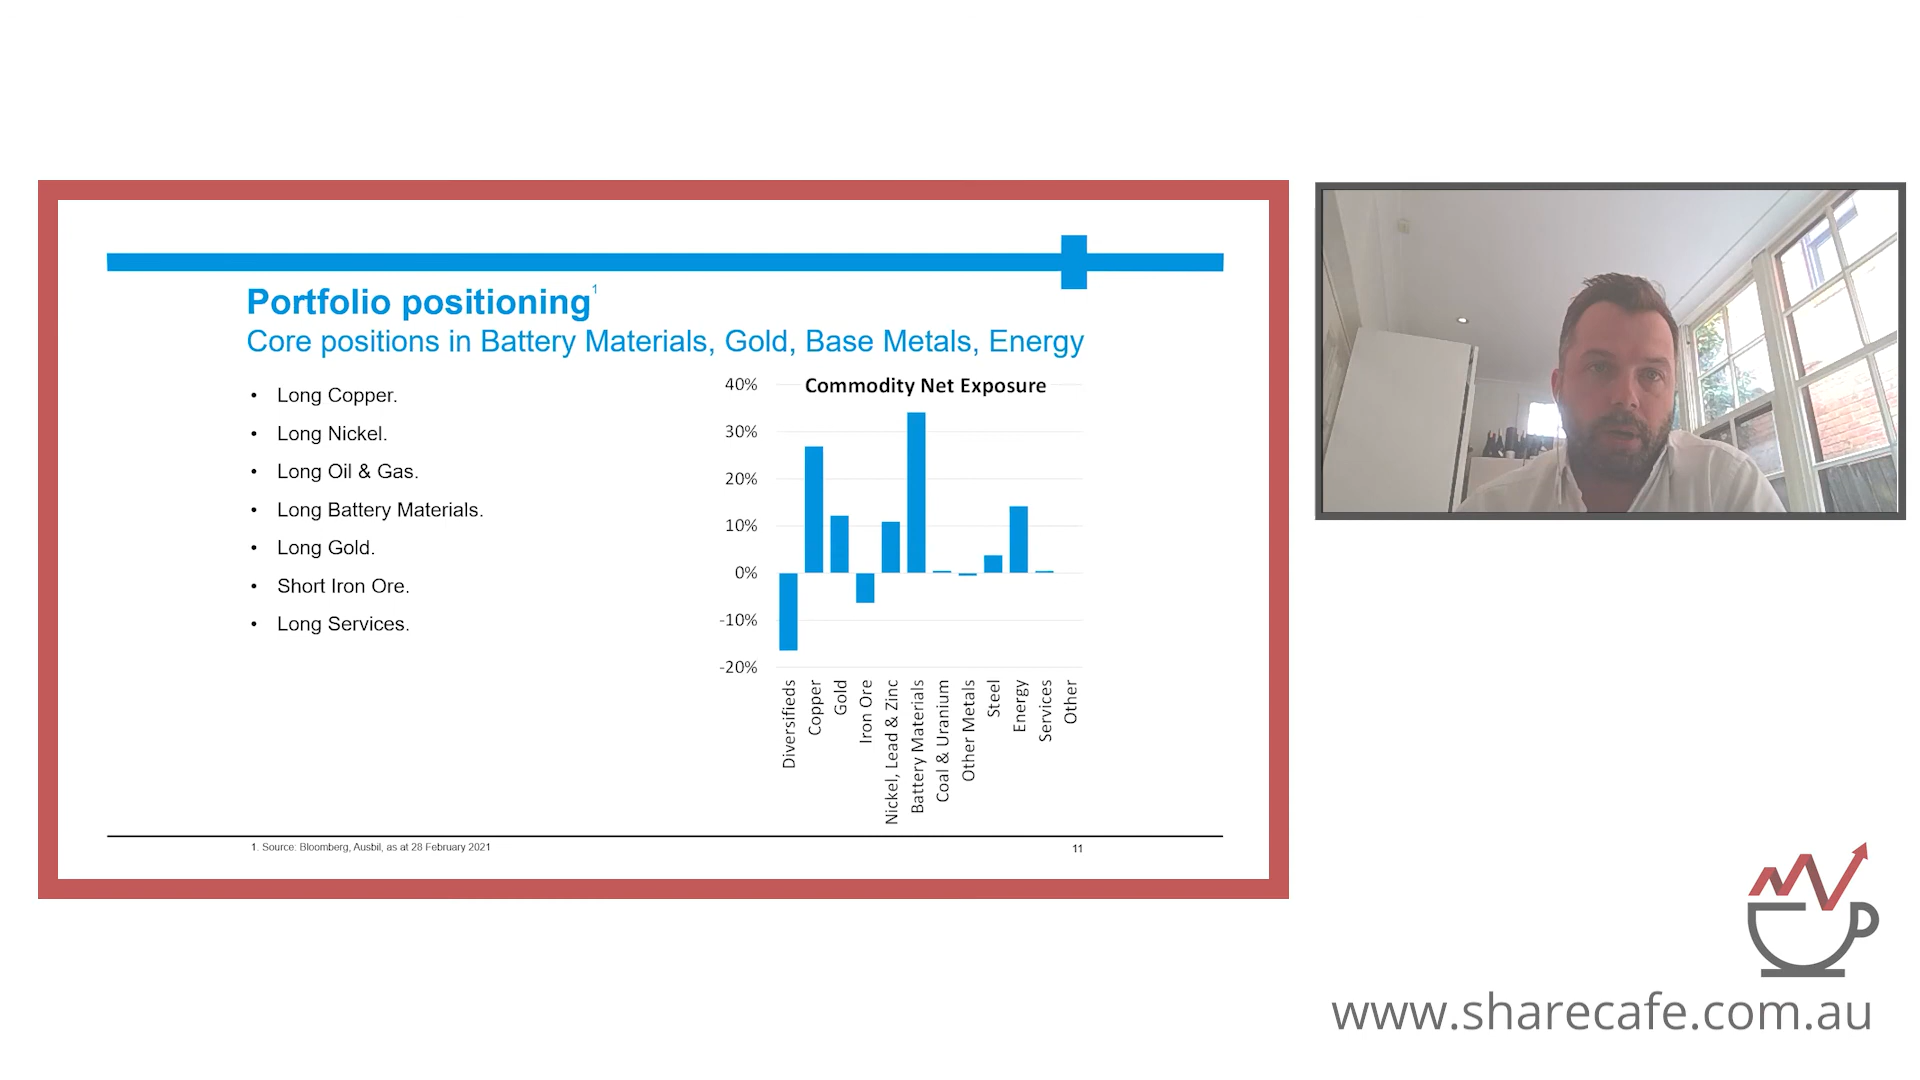 Portfolio positioning1
Core positions in Battery Materials, Gold, Base Metals, Energy
• Long Copper.
• Long Nickel.
• Long Oil & Gas.
• Long Battery Materials.
• Long Gold.
• Short Iron Ore.
• Long Services.
Commodity Net Exposure
40%
30%
20%
10%
0%
-10%
-20%
Diversifieds
Copper
Gold
Iron Ore
Nickel, Lead & Zinc
Battery Materials
Coal & Uranium
Other Metals
Steel
Energy
Services
Other
1. Source: Bloomberg, Ausbil, as at 28 February 2021
11
www.sharecafe.com.au